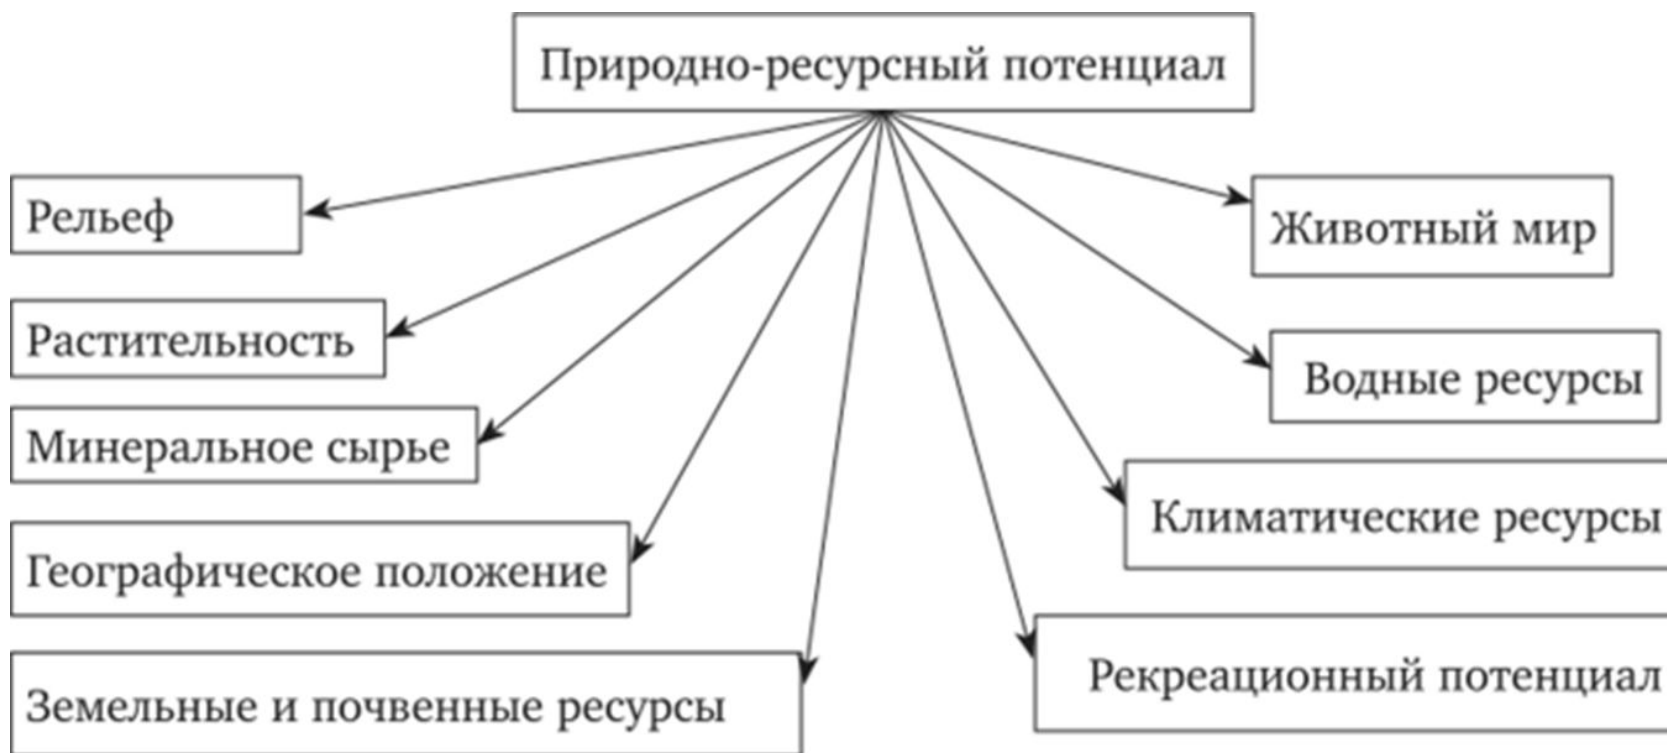 Природно-ресурсный потенциал
Рельеф
Растительность
Минеральное сырье
Географическое положение
Земельные и почвенные ресурсы
Животный мир
Водные ресурсы
Климатические ресурсы
Рекреационный потенциал